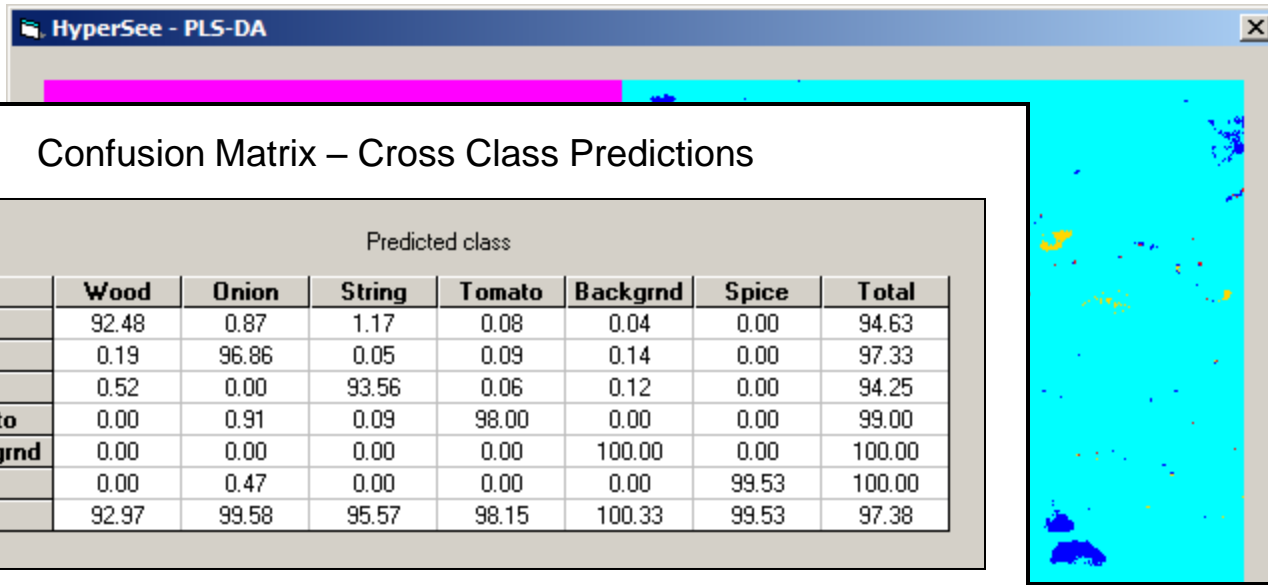 HyperSee - PLS-DA
Confusion Matrix – Cross Class Predictions
Predicted class
Wood Onion String Tomato Backgrnd Spice Total
92.48 0.87 1.17 0.08 0.04 0.00 94.63
0.19 96.86 0.05 0.09 0.14 0.00 97.33
0.52 0.00 93.56 0.06 0.12 0.00 94.25
to 0.00 0.91 0.09 98.00 0.00 0.00 99.00
grnd 0.00 0.00 0.00 0.00 100.00 0.00 100.00
0.00 0.47 0.00 0.00 0.00 99.53 100.00
92.97 99.58 95.57 98.15 100.33 99.53 97.38